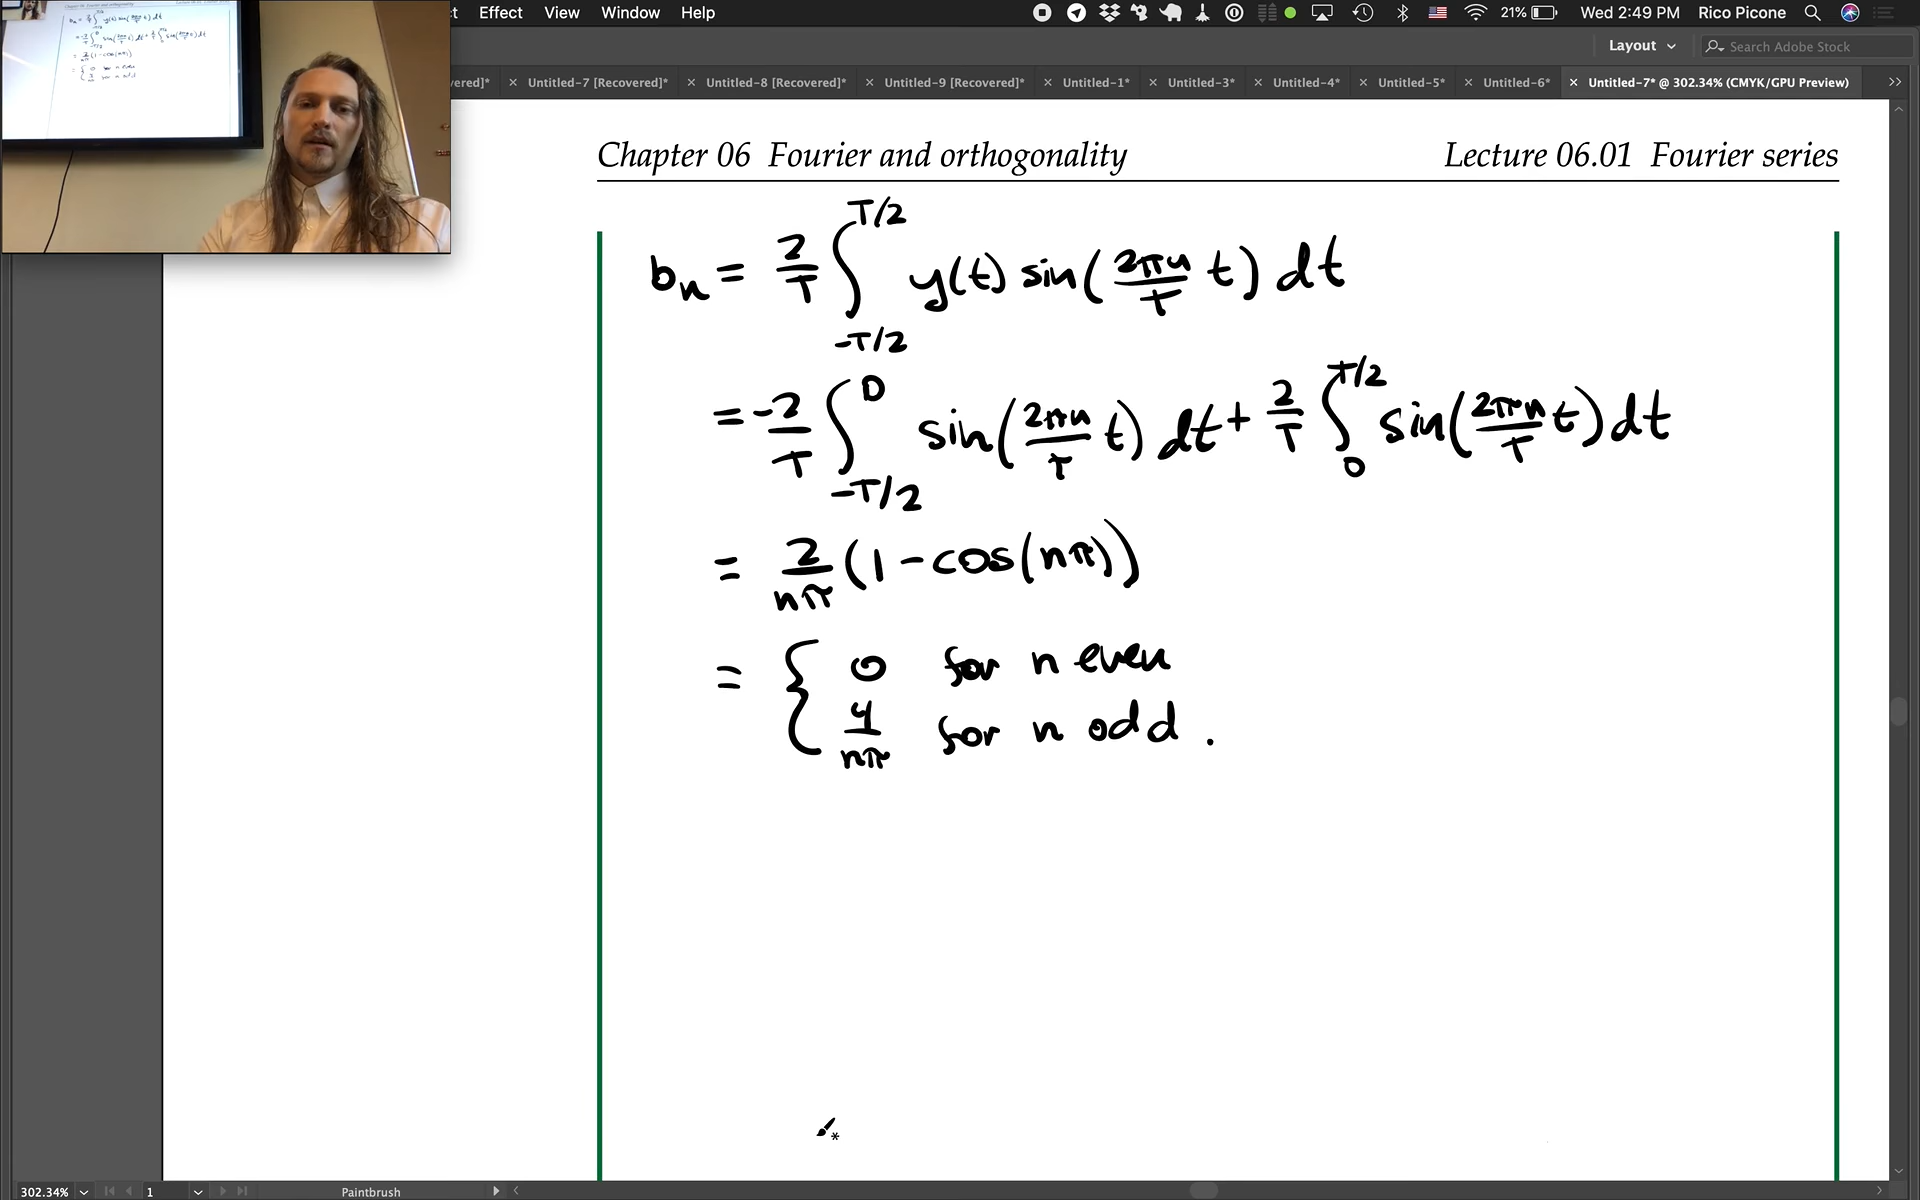 t Effect View Window Help 21% Wed 2:49 PM Rico Picone
Layout Search Adobe Stock
vered]* × Untitled-7 [Recovered]* × Untitled-8 [Recovered]* × Untitled-9 [Recovered]* × Untitled-1* × Untitled-3* × Untitled-4* × Untitled-5* × Untitled-6* × Untitled-7* @ 302.34% (CMYK/GPU Preview) >>
Chapter 06 Fourier and orthogonality Lecture 06.01 Fourier series
bₙ = 2/T ∫_{-T/2}^{T/2} y(t) sin(2πn/T t) dt
= -2/T ∫_{-T/2}^{0} sin(2πn/T t) dt + 2/T ∫_{0}^{T/2} sin(2πn/T t) dt
= 2/nπ (1 - cos(nπ))
= { 0 for n even
4/nπ for n odd .
302.34% 1 Paintbrush